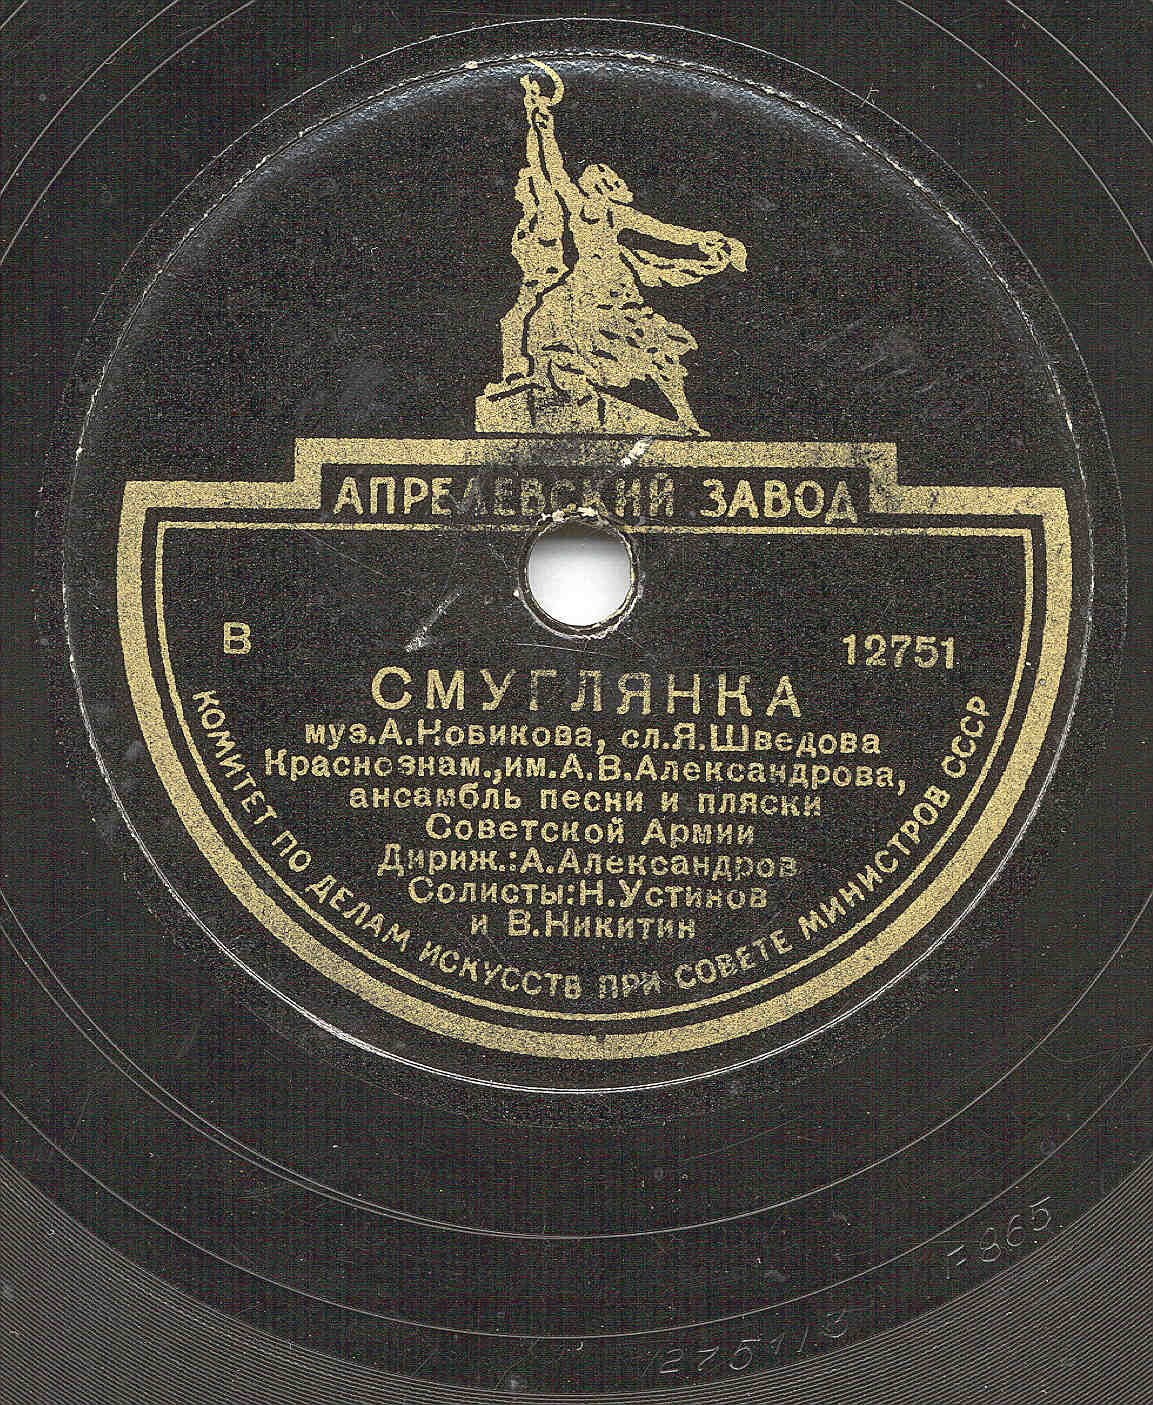 АПРЕЛЕВСКИЙ ЗАВОД
В 12751
СМУГЛЯНКА
муз.А.Новикова, сл.Я.Шведова
Краснознам.,им.А.В.Александрова,
ансамбль песни и пляски
Советской Армии
Дириж.:А.Александров
Солисты:Н.Устинов
и В.Никитин
КОМИТЕТ ПО ДЕЛАМ ИСКУССТВ ПРИ СОВЕТЕ МИНИСТРОВ СССР
F-865